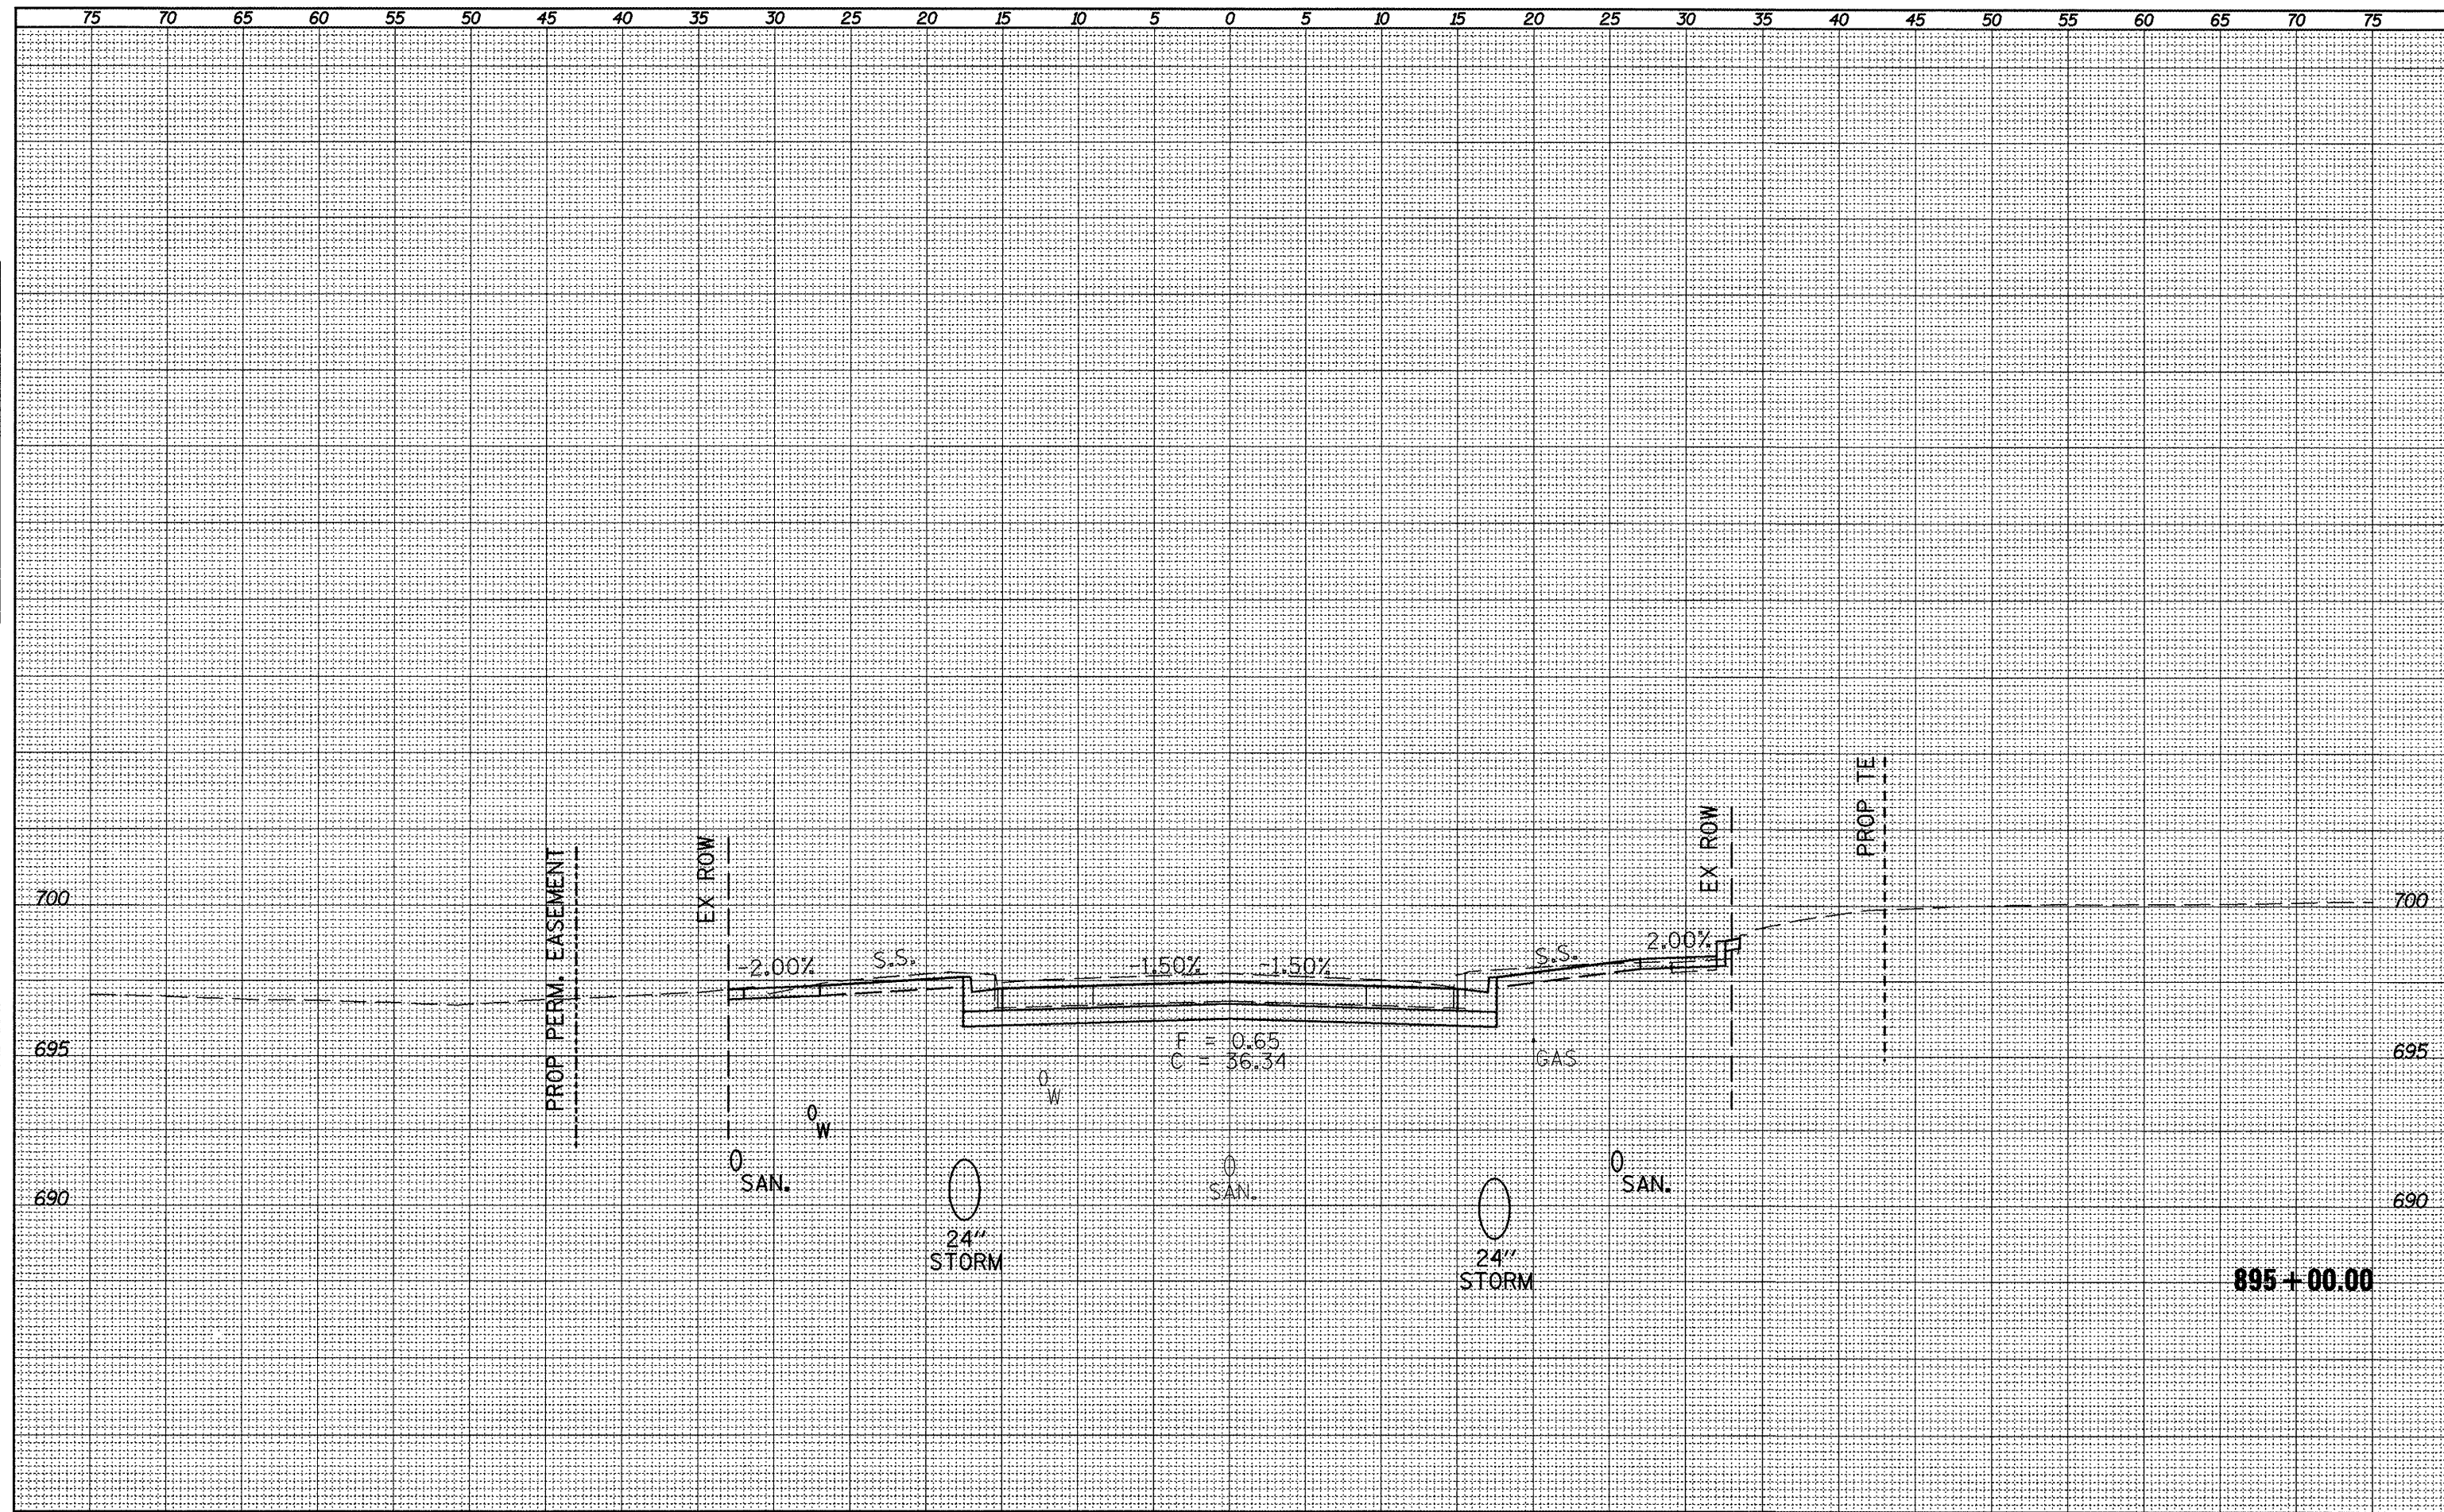 75 70 65 60 55 50 45 40 35 30 25 20 15 10 5 0 5 10 15 20 25 30 35 40 45 50 55 60 65 70 75
PROP TE
EX ROW
EX ROW
PROP PERM. EASEMENT
700
700
-2.00%
S.S.
-1.50%
-1.50%
S.S.
2.00%
695
F = 0.65
C = 36.34
GAS
695
W
W
SAN.
SAN.
SAN.
690
690
24"
STORM
24"
STORM
895+00.00